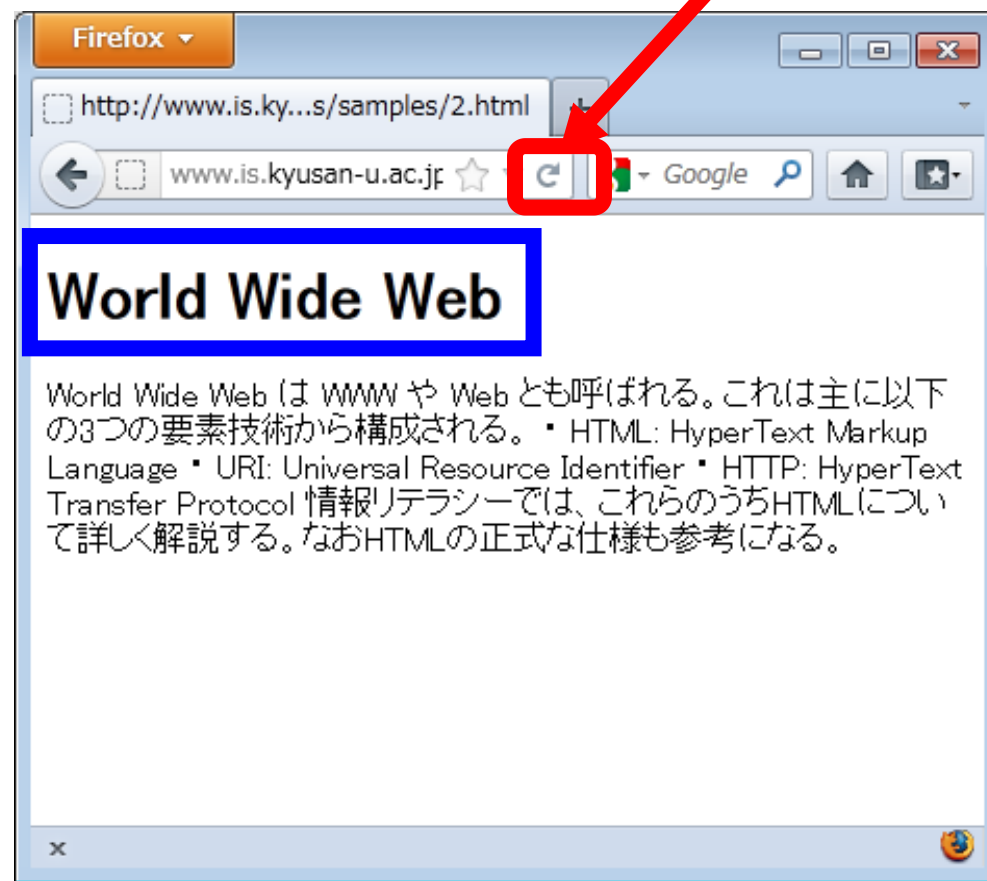 Firefox
http://www.is.ky...s/samples/2.html
www.is.kyusan-u.ac.jp
Google
World Wide Web
World Wide Web は WWW や Web とも呼ばれる。これは主に以下
の3つの要素技術から構成される。 ・ HTML: HyperText Markup
Language ・ URI: Universal Resource Identifier ・ HTTP: HyperText
Transfer Protocol 情報リテラシーでは、これらのうちHTMLについ
て詳しく解説する。なおHTMLの正式な仕様も参考になる。